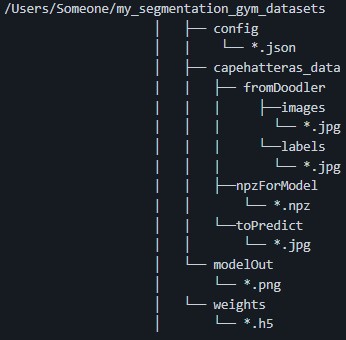 /Users/Someone/my_segmentation_gym_datasets
│ ├── config
│ | └── *.json
│ ├── capehatteras_data
| | ├── fromDoodler
| | │ ├──images
│ │ │ │ └── *.jpg
│ │ │ └──labels
│ │ │ └── *.jpg
│ │ ├──npzForModel
│ │ │ └── *.npz
│ │ └──toPredict
│ │ └── *.jpg
│ └── modelOut
│ └── *.png
│ └── weights
│ └── *.h5